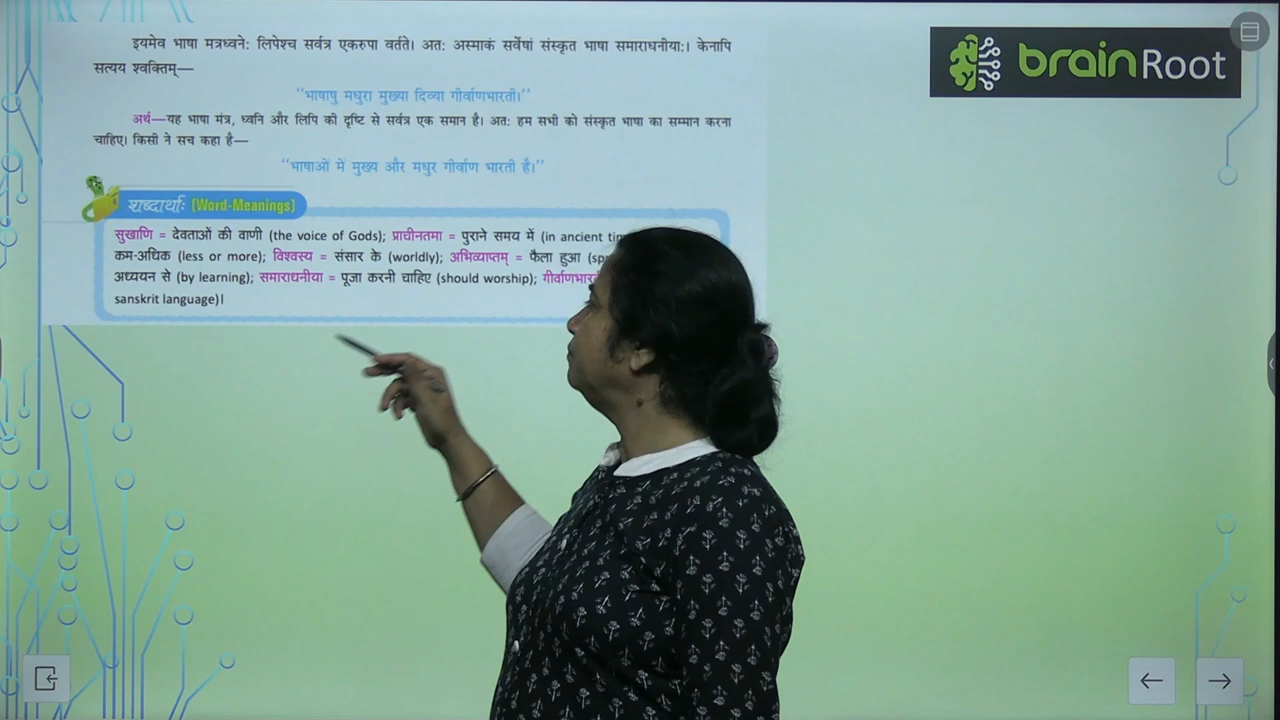 इयमेव भाषा मत्रध्वने: लिपेश्च सर्वत्र एकरुपा वर्तते। अत: अस्माकं सर्वेषां संस्कृत भाषा समाराधनीया:। केनापि
सत्यय श्वक्तिम्—
“भाषाषु मधुरा मुख्या दिव्या गीर्वाणभारती।”
अर्थ—यह भाषा मंत्र, ध्वनि और लिपि की दृष्टि से सर्वत्र एक समान है। अत: हम सभी को संस्कृत भाषा का सम्मान करना
चाहिए। किसी ने सच कहा है—
“भाषाओं में मुख्य और मधुर गीर्वाण भारती है।”
शब्दार्थाः [Word-Meanings]
सुखाणि = देवताओं की वाणी (the voice of Gods); प्राचीनतमा = पुराने समय में (in ancient
कम-अधिक (less or more); विश्वस्य = संसार के (worldly); अभिव्याप्तम् = फैला हुआ
अध्ययन से (by learning); समाराधनीया = पूजा करनी चाहिए (should worship);
sanskrit language)।
brainRoot